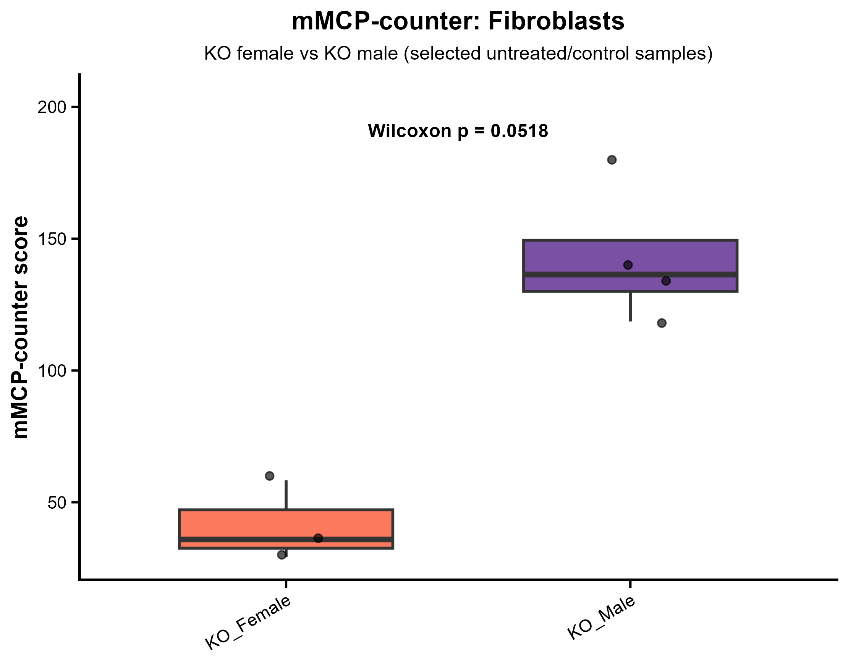 mMCP-counter: Fibroblasts
KO female vs KO male (selected untreated/control samples)
Wilcoxon p = 0.0518
mMCP-counter score
200
150
100
50
KO_Female
KO_Male